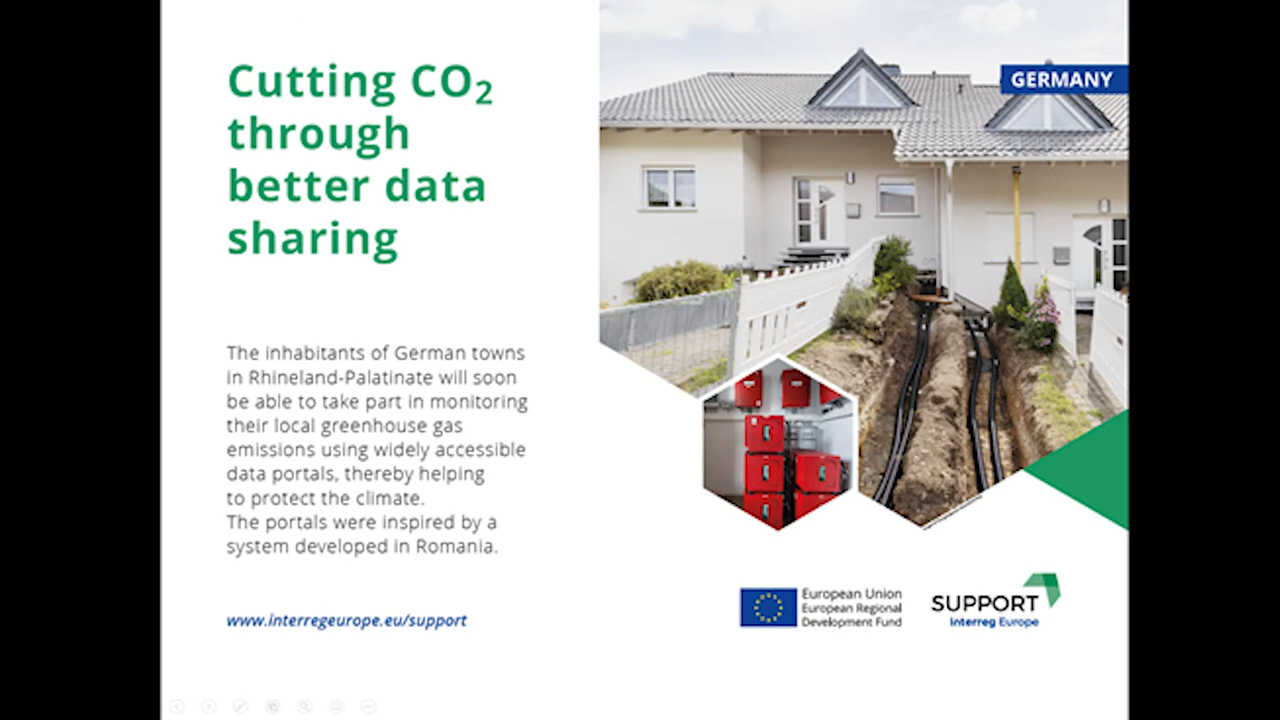 Cutting CO₂
through
better data
sharing
GERMANY
The inhabitants of German towns
in Rhineland-Palatinate will soon
be able to take part in monitoring
their local greenhouse gas
emissions using widely accessible
data portals, thereby helping
to protect the climate.
The portals were inspired by a
system developed in Romania.
www.interregeurope.eu/support
European Union
European Regional
Development Fund
SUPPORT
Interreg Europe